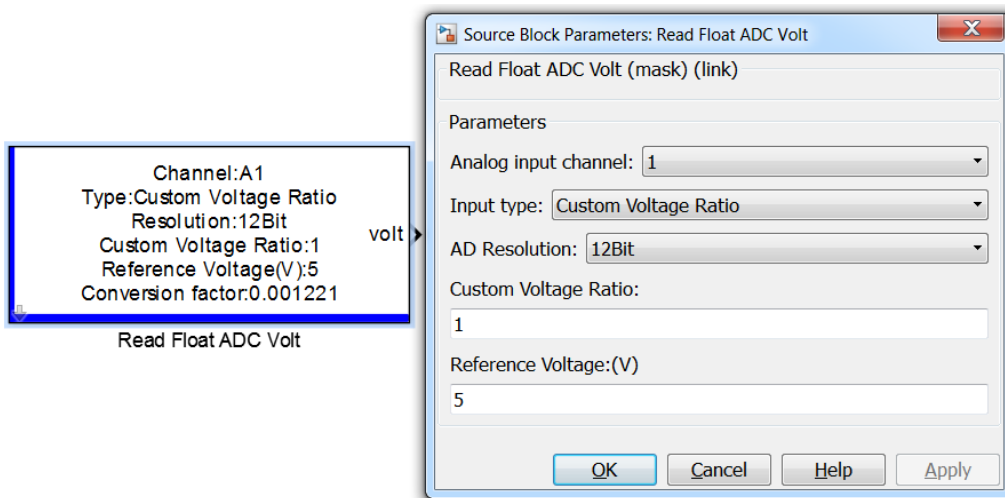 Channel:A1
Type:Custom Voltage Ratio
Resolution:12Bit
Custom Voltage Ratio:1
Reference Voltage(V):5
Conversion factor:0.001221
volt
Read Float ADC Volt
Source Block Parameters: Read Float ADC Volt
X
Read Float ADC Volt (mask) (link)
Parameters
Analog input channel: 1
Input type: Custom Voltage Ratio
AD Resolution: 12Bit
Custom Voltage Ratio:
1
Reference Voltage:(V)
5
OK Cancel Help Apply